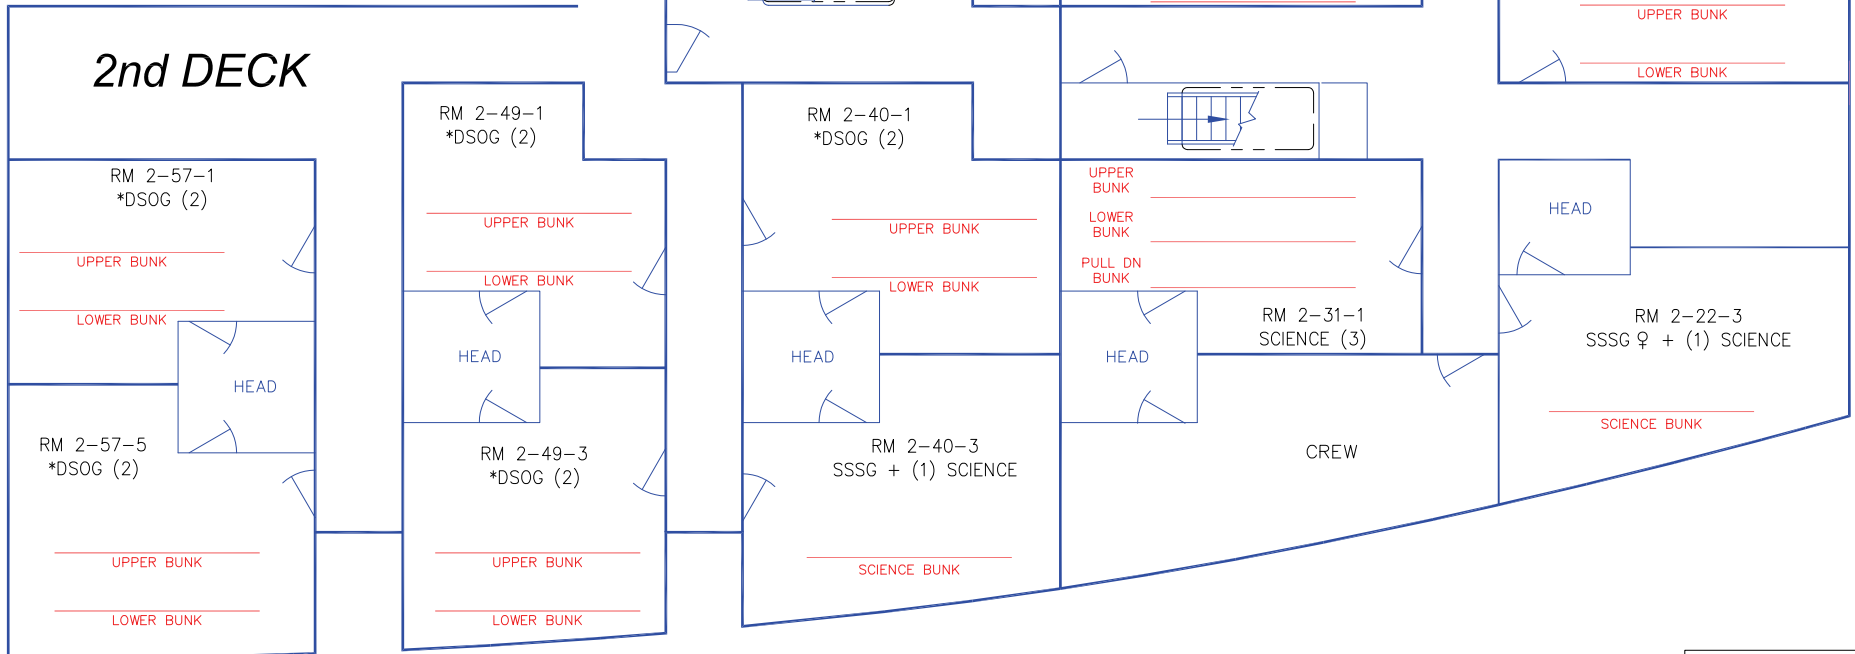 2nd DECK
UPPER BUNK
LOWER BUNK
RM 2-57-1
*DSOG (2)
UPPER BUNK
LOWER BUNK
HEAD
RM 2-57-5
*DSOG (2)
UPPER BUNK
LOWER BUNK
RM 2-49-1
*DSOG (2)
UPPER BUNK
LOWER BUNK
HEAD
RM 2-49-3
*DSOG (2)
UPPER BUNK
LOWER BUNK
RM 2-40-1
*DSOG (2)
UPPER BUNK
LOWER BUNK
HEAD
RM 2-40-3
SSSG + (1) SCIENCE
SCIENCE BUNK
UPPER
BUNK
LOWER
BUNK
PULL DN
BUNK
RM 2-31-1
SCIENCE (3)
HEAD
CREW
HEAD
RM 2-22-3
SSSG ♀ + (1) SCIENCE
SCIENCE BUNK